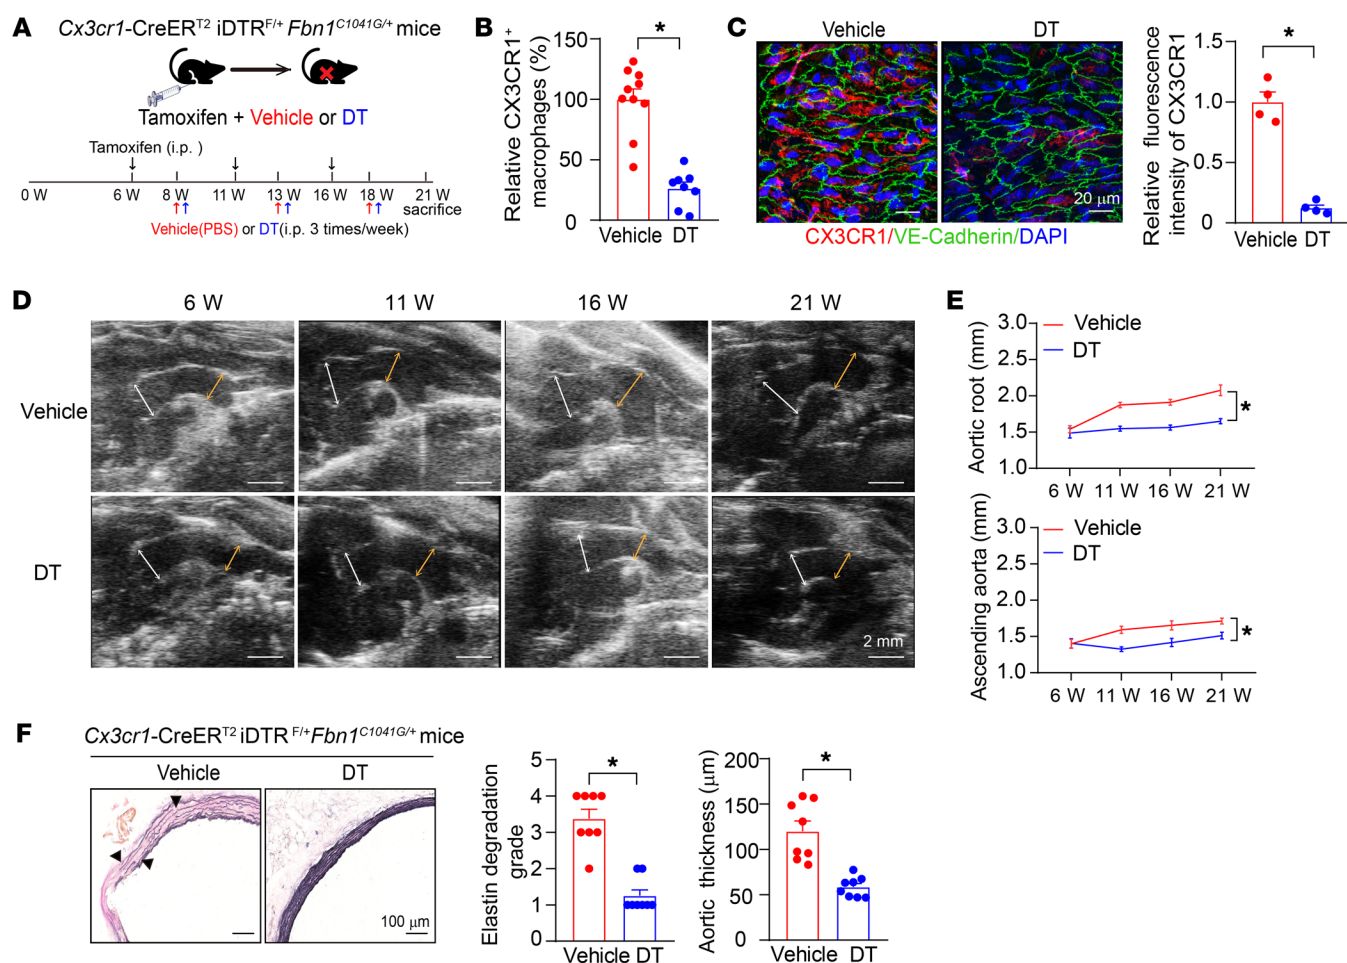 A
Cx3cr1-CreERT2 iDTRF/+ Fbn1C1041G/+ mice
Tamoxifen + Vehicle or DT
Tamoxifen (i.p. )
0 W 6 W 8 W 11 W 13 W 16 W 18 W 21 W
sacrifice
Vehicle(PBS) or DT(i.p. 3 times/week)
B
Relative CX3CR1+
macrophages (%)
150
100
50
0
*
Vehicle DT
C
Vehicle DT
20 μm
CX3CR1/VE-Cadherin/DAPI
Relative fluorescence
intensity of CX3CR1
1.5
1.0
0.5
0
*
Vehicle DT
D
6 W 11 W 16 W 21 W
Vehicle
DT
2 mm
E
Aortic root (mm)
3.0
2.5
2.0
1.5
1.0
Vehicle
DT
*
6 W 11 W 16 W 21 W
Ascending aorta (mm)
3.0
2.5
2.0
1.5
1.0
Vehicle
DT
*
6 W 11 W 16 W 21 W
F
Cx3cr1-CreERT2 iDTR F/+ Fbn1C1041G/+ mice
Vehicle DT
100 μm
Elastin degradation
grade
5
4
3
2
1
0
*
Vehicle DT
Aortic thickness (μm)
200
150
100
50
0
*
Vehicle DT